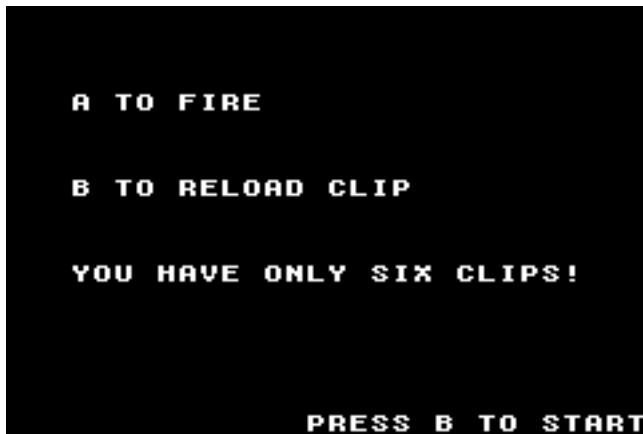 A TO FIRE
B TO RELOAD CLIP
YOU HAVE ONLY SIX CLIPS!
PRESS B TO START